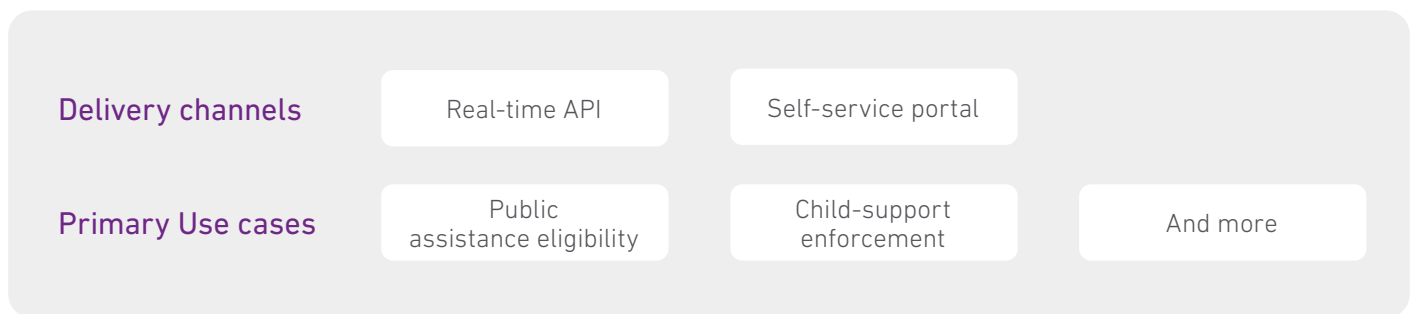 Delivery channels
Real-time API
Self-service portal
Primary Use cases
Public
assistance eligibility
Child-support
enforcement
And more